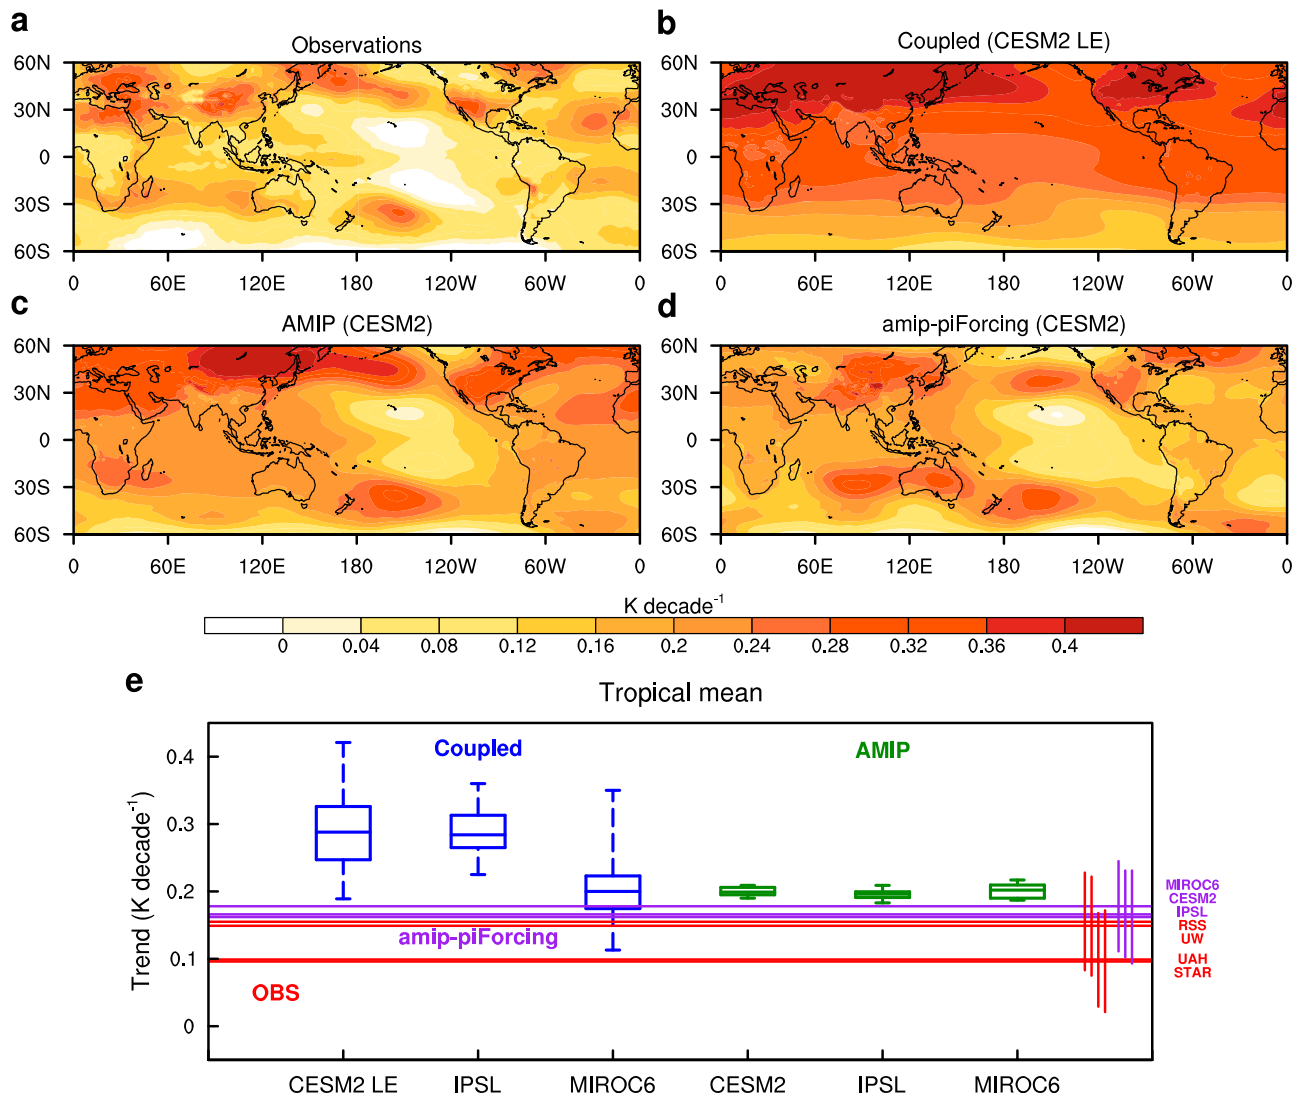 a
Observations
60N
30N
0
30S
60S
0 60E 120E 180 120W 60W 0
b
Coupled (CESM2 LE)
60N
30N
0
30S
60S
0 60E 120E 180 120W 60W 0
c
AMIP (CESM2)
60N
30N
0
30S
60S
0 60E 120E 180 120W 60W 0
d
amip-piForcing (CESM2)
60N
30N
0
30S
60S
0 60E 120E 180 120W 60W 0
K decade⁻¹
0 0.04 0.08 0.12 0.16 0.2 0.24 0.28 0.32 0.36 0.4
e
Tropical mean
Trend (K decade⁻¹)
0.4
0.3
0.2
0.1
0
Coupled
AMIP
amip-piForcing
OBS
MIROC6
CESM2
IPSL
RSS
UW
UAH
STAR
CESM2 LE IPSL MIROC6 CESM2 IPSL MIROC6